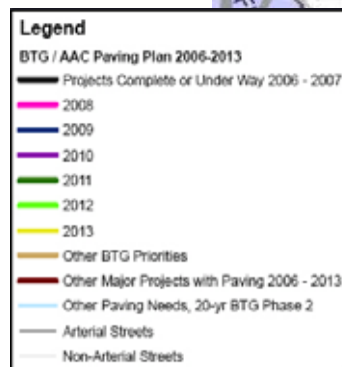 Legend
BTG / AAC Paving Plan 2006-2013
Projects Complete or Under Way 2006 - 2007
2008
2009
2010
2011
2012
2013
Other BTG Priorities
Other Major Projects with Paving 2006 - 2013
Other Paving Needs, 20-yr BTG Phase 2
Arterial Streets
Non-Arterial Streets